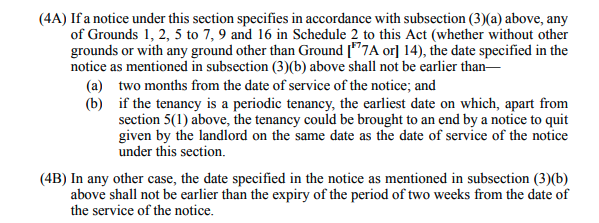 (4A) If a notice under this section specifies in accordance with subsection (3)(a) above, any
of Grounds 1, 2, 5 to 7, 9 and 16 in Schedule 2 to this Act (whether without other
grounds or with any ground other than Ground [F77A or] 14), the date specified in the
notice as mentioned in subsection (3)(b) above shall not be earlier than—
(a) two months from the date of service of the notice; and
(b) if the tenancy is a periodic tenancy, the earliest date on which, apart from
section 5(1) above, the tenancy could be brought to an end by a notice to quit
given by the landlord on the same date as the date of service of the notice
under this section.
(4B) In any other case, the date specified in the notice as mentioned in subsection (3)(b)
above shall not be earlier than the expiry of the period of two weeks from the date of
the service of the notice.